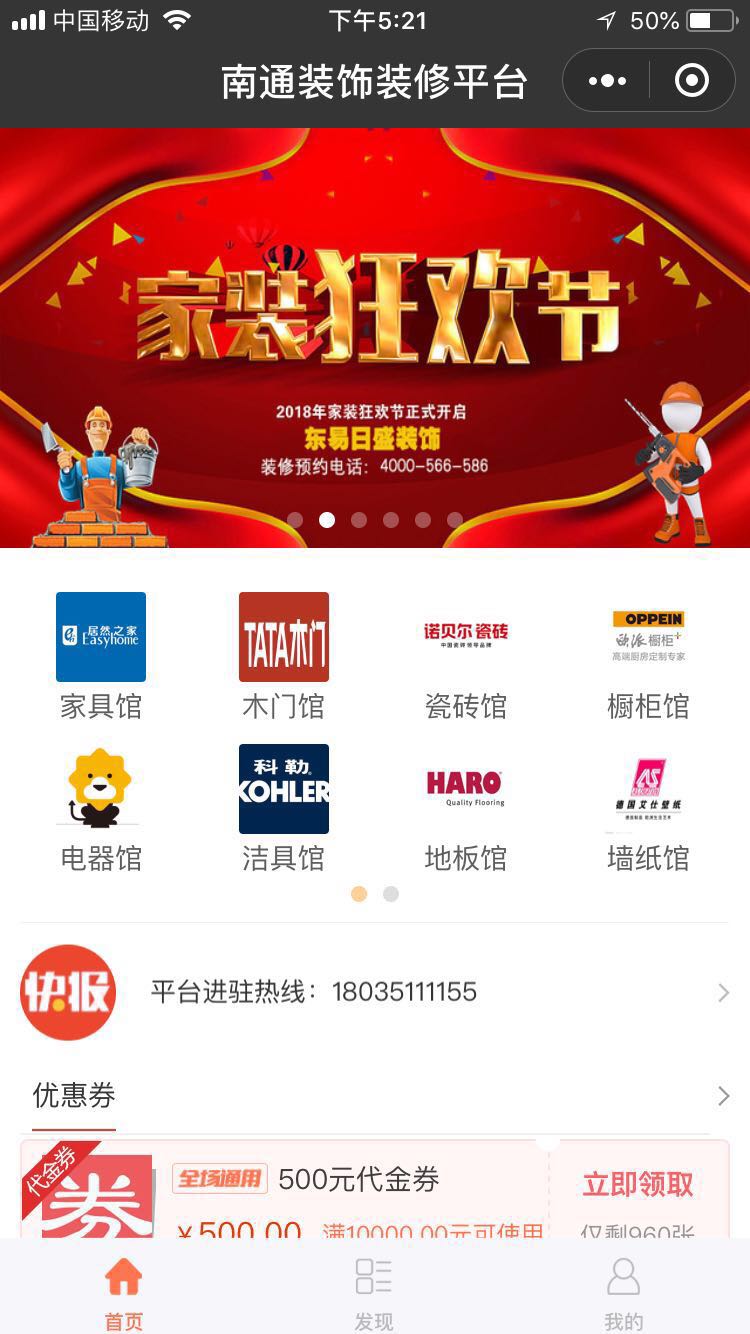 中国移动
下午5:21
50%
南通装饰装修平台
家装狂欢节
2018年家装狂欢节正式开启
东易日盛装饰
装修预约电话：4000-566-586
居然之家
Easyhome
TATA木门
诺贝尔 瓷砖
中国瓷砖领导品牌
OPPEIN
欧派橱柜+
高端厨房定制专家
家具馆
木门馆
瓷砖馆
橱柜馆
科勒
KOHLER
HARO
Quality Flooring
德国艾仕壁纸
电器馆
洁具馆
地板馆
墙纸馆
快报
平台进驻热线：18035111155
优惠券
代金券
券
全场通用
500元代金券
立即领取
¥500.00
满10000.00元可使用
仅剩960张
首页
发现
我的